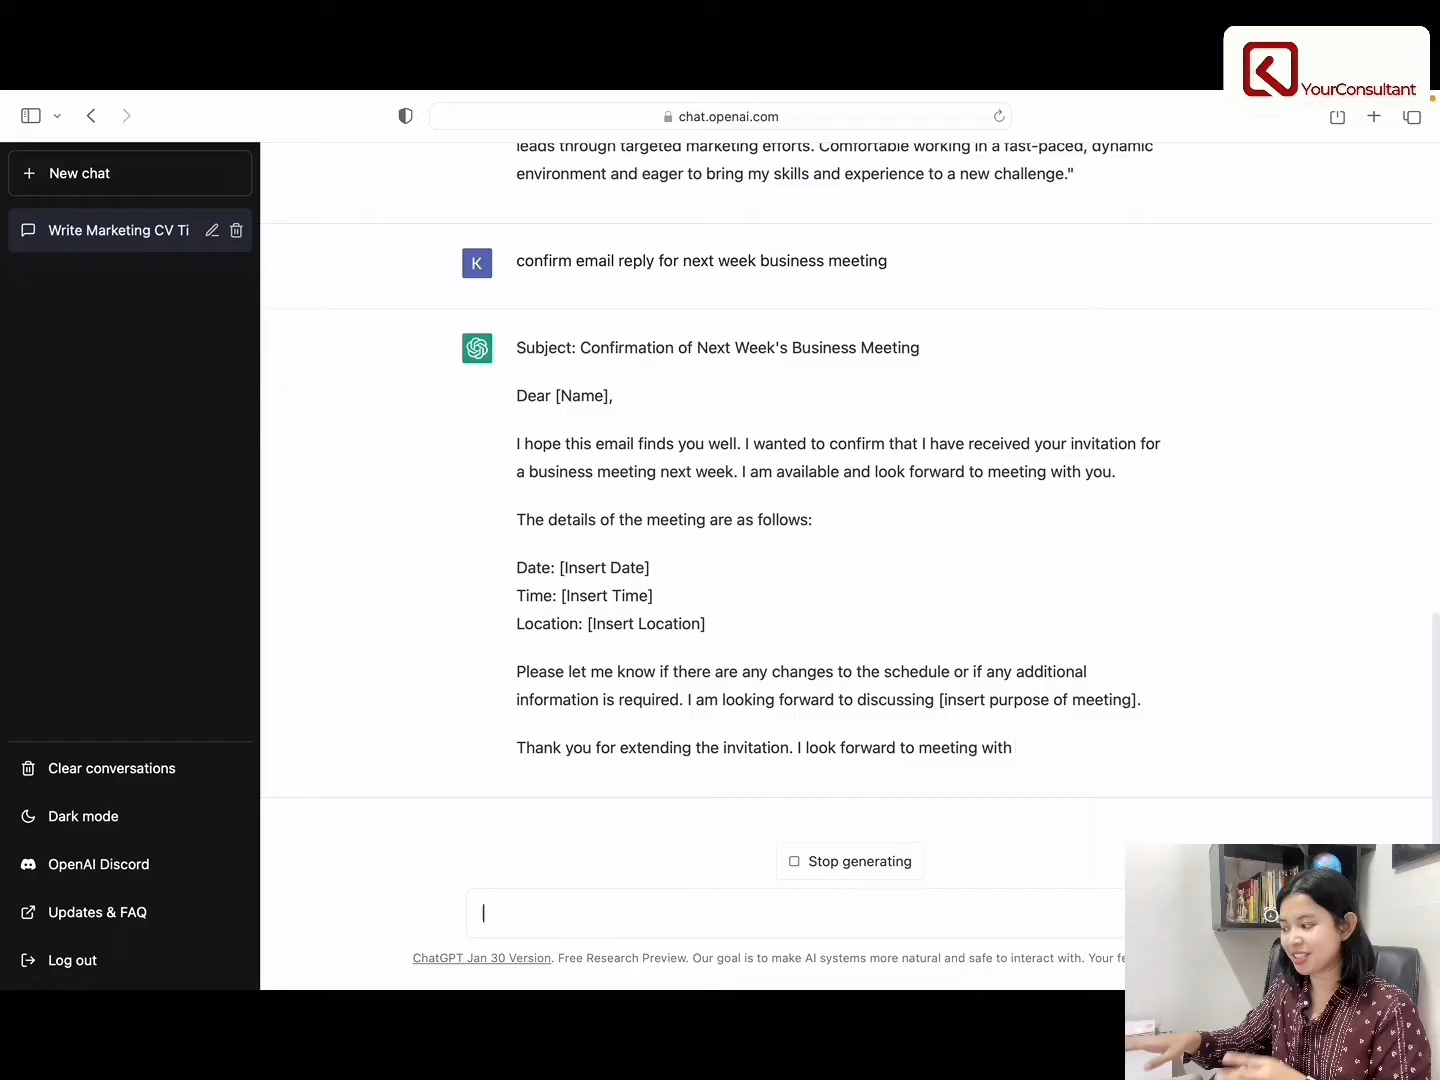 YourConsultant
chat.openai.com
New chat
Write Marketing CV Ti
leads through targeted marketing efforts. Comfortable working in a fast-paced, dynamic
environment and eager to bring my skills and experience to a new challenge."
K
confirm email reply for next week business meeting
Subject: Confirmation of Next Week's Business Meeting
Dear [Name],
I hope this email finds you well. I wanted to confirm that I have received your invitation for
a business meeting next week. I am available and look forward to meeting with you.
The details of the meeting are as follows:
Date: [Insert Date]
Time: [Insert Time]
Location: [Insert Location]
Please let me know if there are any changes to the schedule or if any additional
information is required. I am looking forward to discussing [insert purpose of meeting].
Thank you for extending the invitation. I look forward to meeting with
Clear conversations
Dark mode
OpenAI Discord
Updates & FAQ
Log out
Stop generating
ChatGPT Jan 30 Version. Free Research Preview. Our goal is to make AI systems more natural and safe to interact with. Your